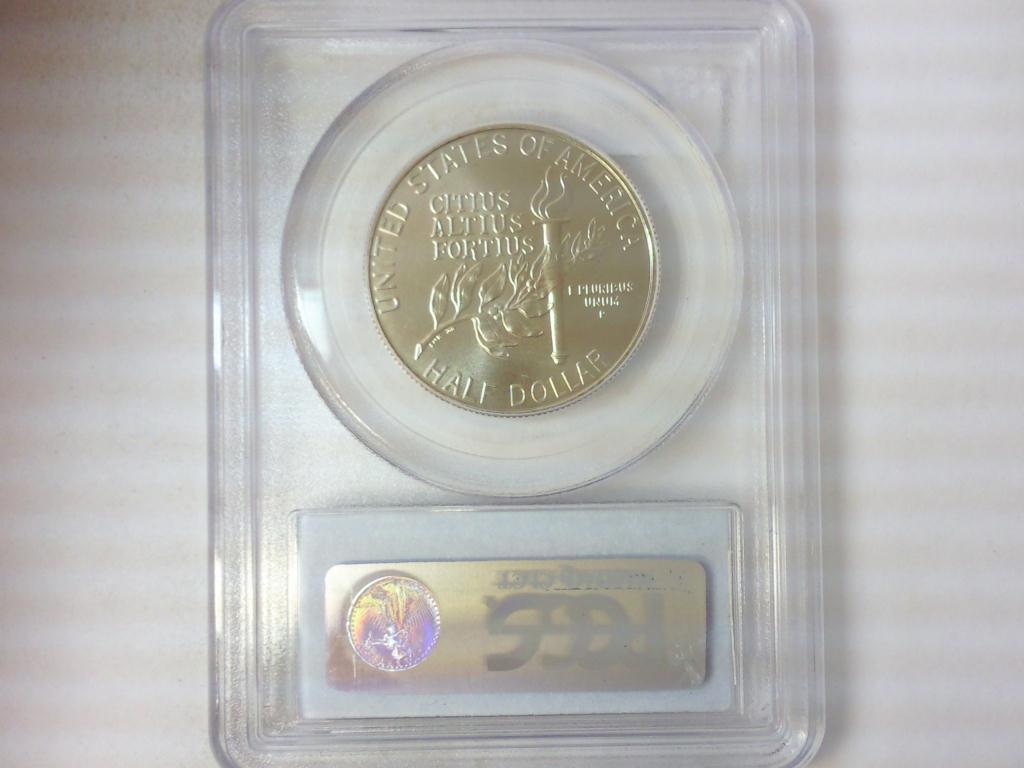 UNITED STATES OF AMERICA
CITIUS
ALTIUS
FORTIUS
E PLURIBUS
UNUM
P
HALF DOLLAR
PCGS